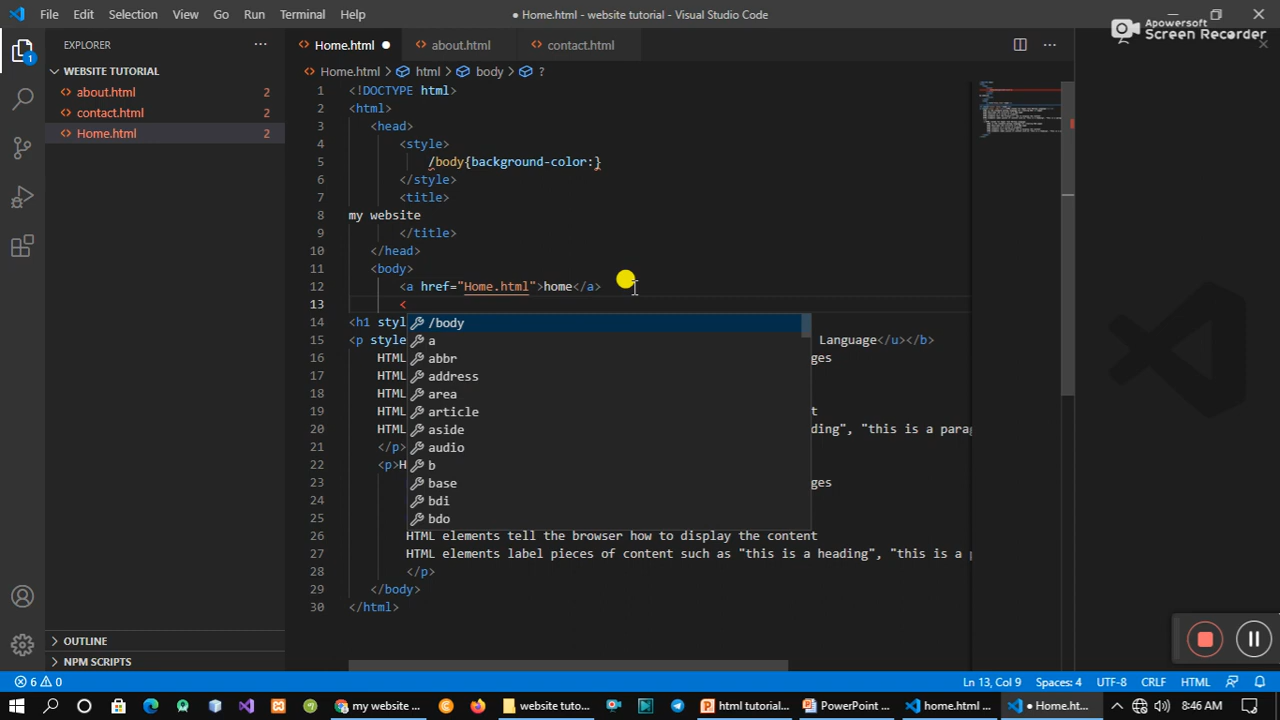 File Edit Selection View Go Run Terminal Help
● Home.html - website tutorial - Visual Studio Code
Apowersoft
Screen Recorder
EXPLORER
Home.html
about.html
contact.html
WEBSITE TUTORIAL
about.html 2
contact.html 2
Home.html 2
OUTLINE
NPM SCRIPTS
1
Home.html > html > body > ?
1 <!DOCTYPE html>
2 <html>
3 <head>
4 <style>
5 /body{background-color:}
6 </style>
7 <title>
8 my website
9 </title>
10 </head>
11 <body>
12 <a href="Home.html">home</a>
13 <
14 <h1 styl
15 <p style Language</u></b>
16 HTML ages
17 HTML
18 HTML
19 HTML t
20 HTML ding", "this is a parag
21 </p>
22 <p>H
23 ages
24
25
26 HTML elements tell the browser how to display the content
27 HTML elements label pieces of content such as "this is a heading", "this is a p
28 </p>
29 </body>
30 </html>
/body
a
abbr
address
area
article
aside
audio
b
base
bdi
bdo
6 0
Ln 13, Col 9 Spaces: 4 UTF-8 CRLF HTML
my website ...
website tuto...
html tutorial...
PowerPoint ...
home.html ...
● Home.ht...
8:46 AM